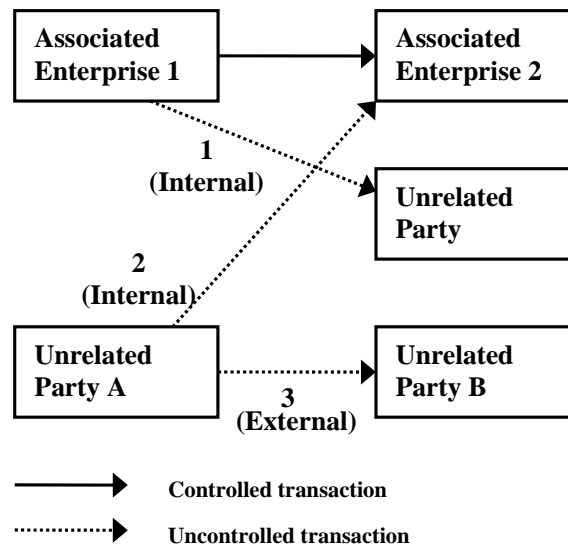 Associated
Enterprise 1
Associated
Enterprise 2
1
(Internal)
Unrelated
Party
2
(Internal)
Unrelated
Party A
3
(External)
Unrelated
Party B
Controlled transaction
Uncontrolled transaction